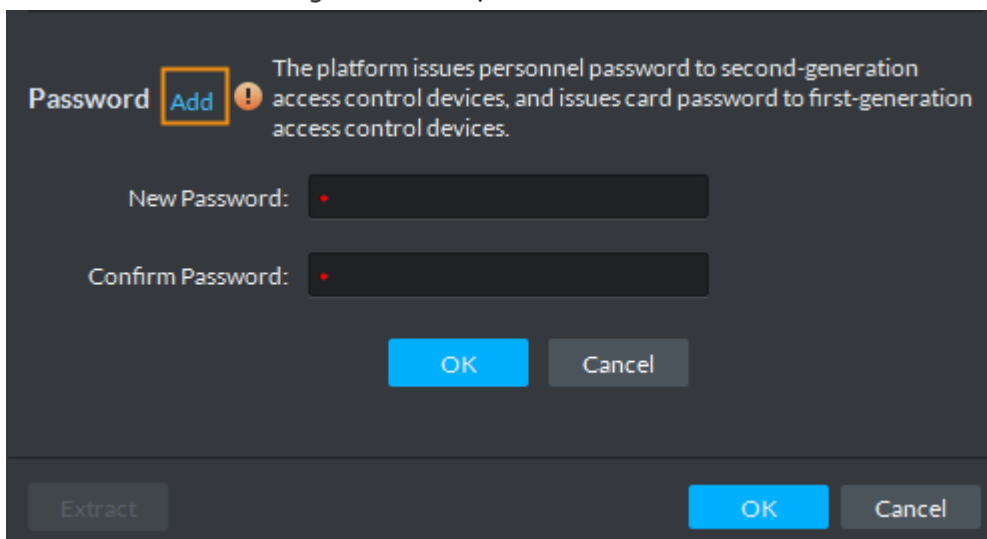 The platform issues personnel password to second-generation
Password Add ! access control devices, and issues card password to first-generation
access control devices.
New Password:
Confirm Password:
OK Cancel
Extract OK Cancel